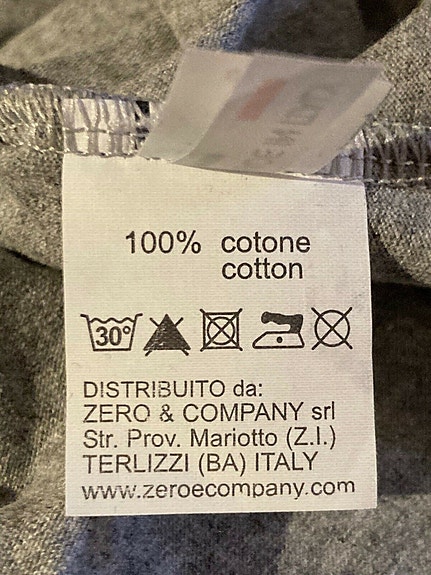 100% cotone
cotton
30°
DISTRIBUITO da:
ZERO & COMPANY srl
Str. Prov. Mariotto (Z.I.)
TERLIZZI (BA) ITALY
www.zeroecompany.com